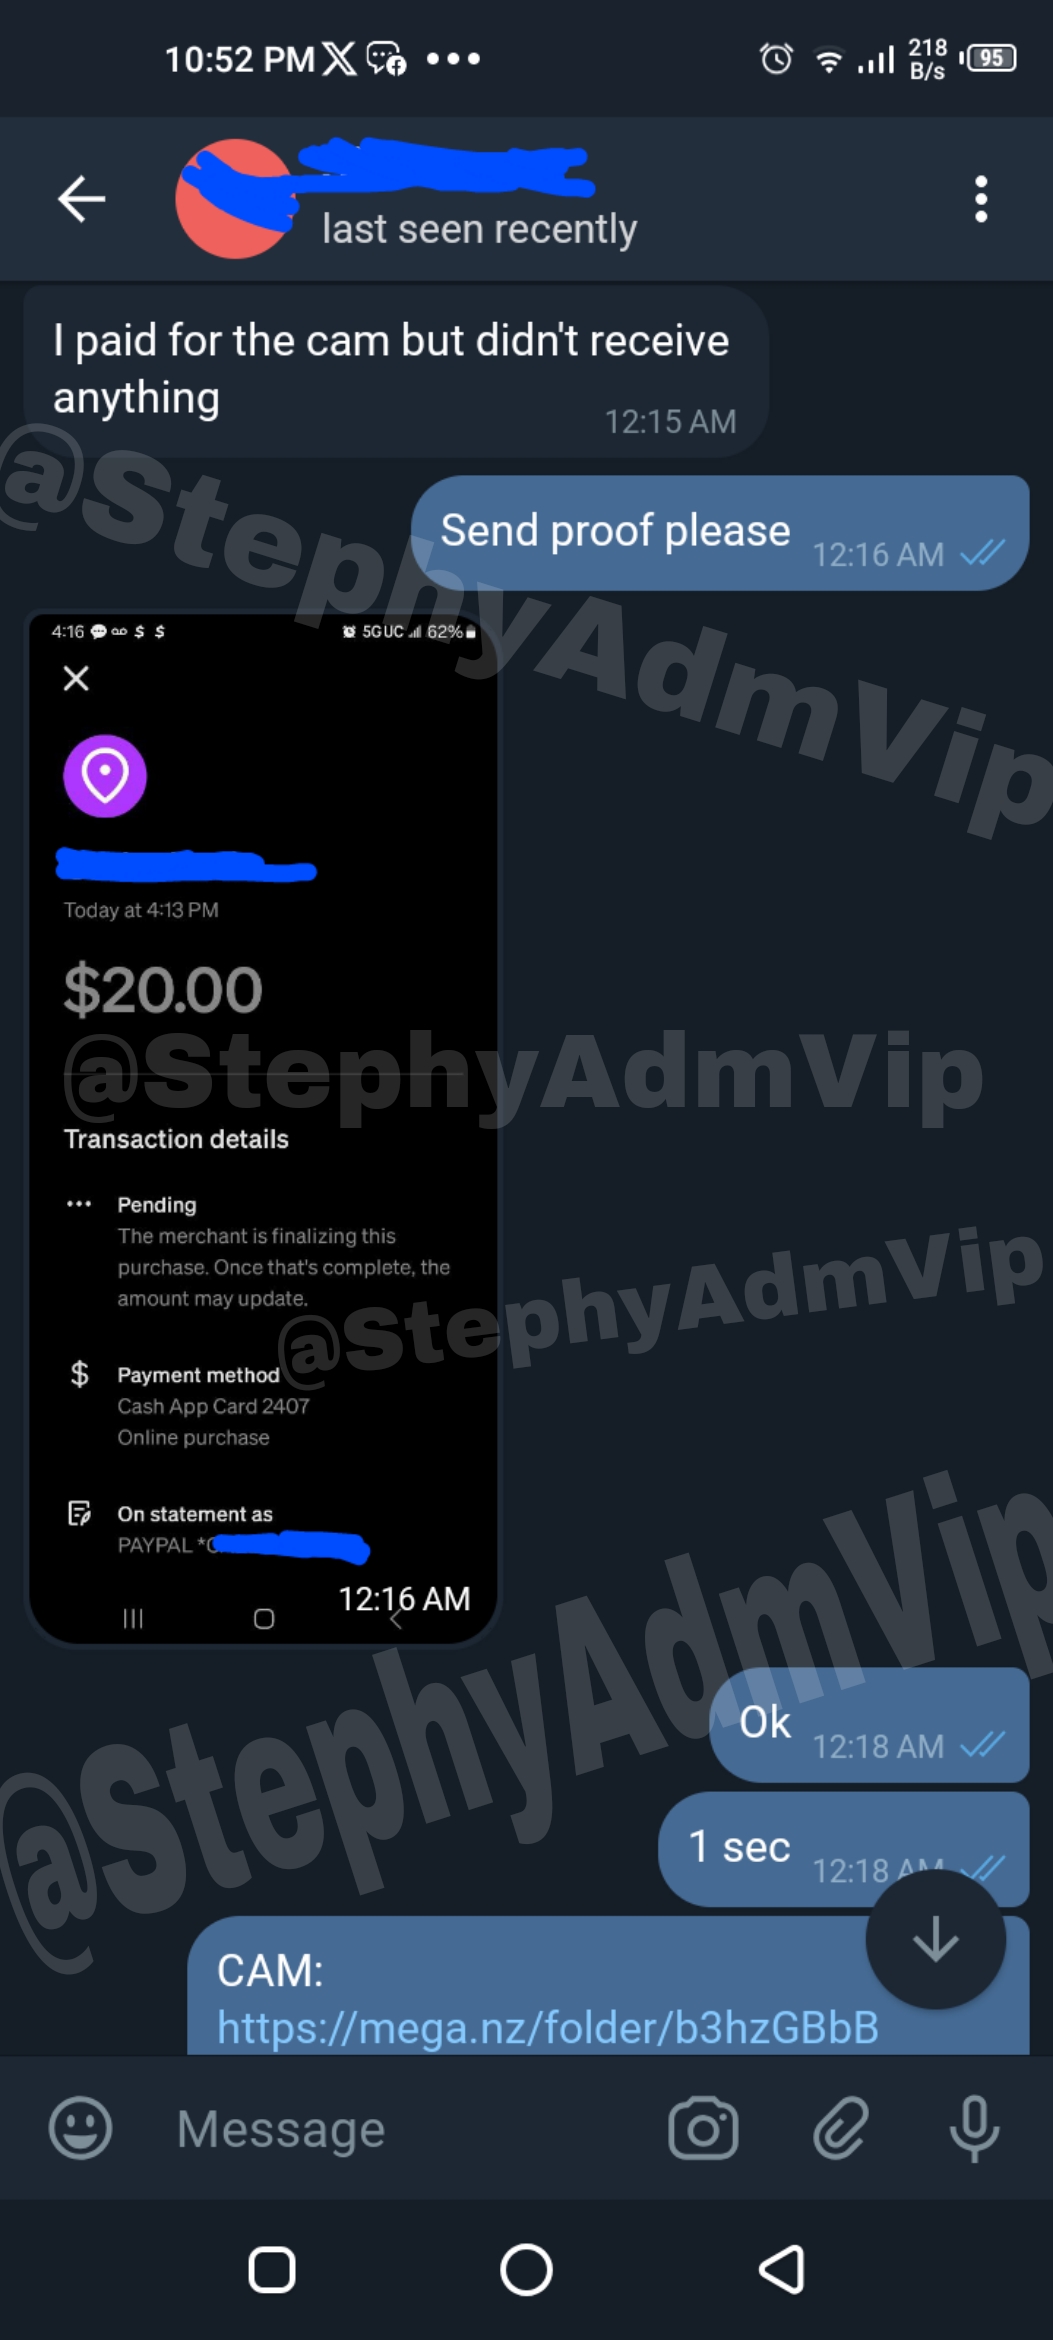 10:52 PM
218
B/s
95
last seen recently
I paid for the cam but didn't receive
anything
12:15 AM
@StephyAdmVip
Send proof please
12:16 AM
4:16
5GUC
62%
Today at 4:13 PM
$20.00
@StephyAdmVip
Transaction details
Pending
The merchant is finalizing this
purchase. Once that's complete, the
amount may update.
@StephyAdmVip
Payment method
Cash App Card 2407
Online purchase
On statement as
PAYPAL *
12:16 AM
@StephyAdmVip
Ok
12:18 AM
1 sec
12:18 AM
CAM:
https://mega.nz/folder/b3hzGBbB
Message